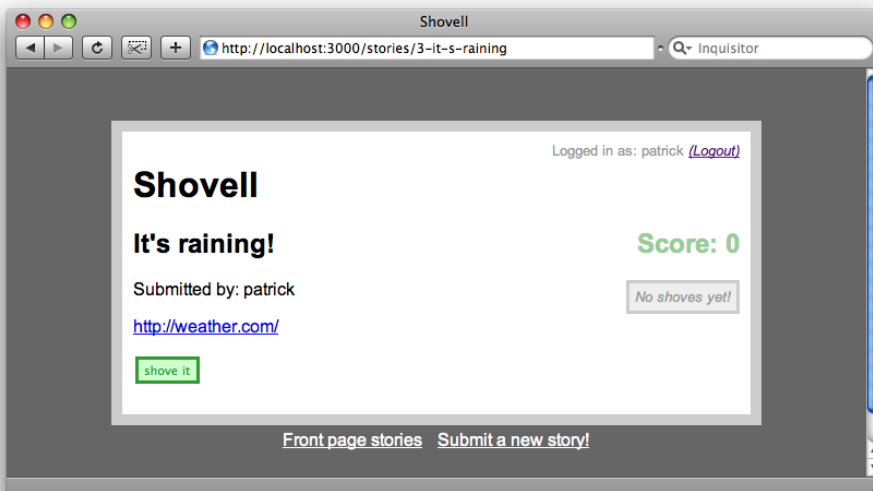 Shovell
http://localhost:3000/stories/3-it-s-raining
Inquisitor
Logged in as: patrick (Logout)
Shovell
It's raining!
Score: 0
Submitted by: patrick
No shoves yet!
http://weather.com/
shove it
Front page stories Submit a new story!